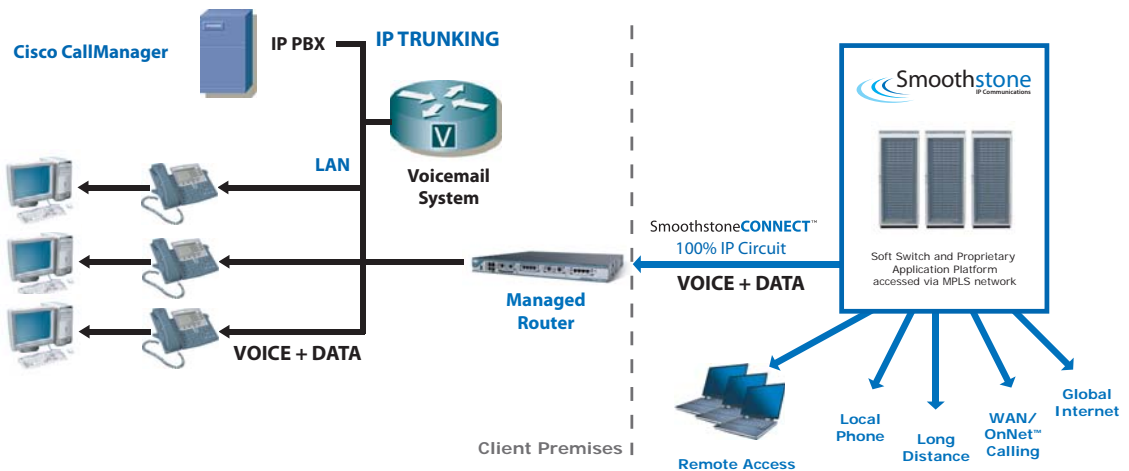 Cisco CallManager
IP PBX
IP TRUNKING
V
LAN
Voicemail
System
VOICE + DATA
Managed
Router
Client Premises
SmoothstoneCONNECT™
100% IP Circuit
VOICE + DATA
Smoothstone
IP Communications
Soft Switch and Proprietary
Application Platform
accessed via MPLS network
Remote Access
Local
Phone
Long
Distance
WAN/
OnNet™
Calling
Global
Internet